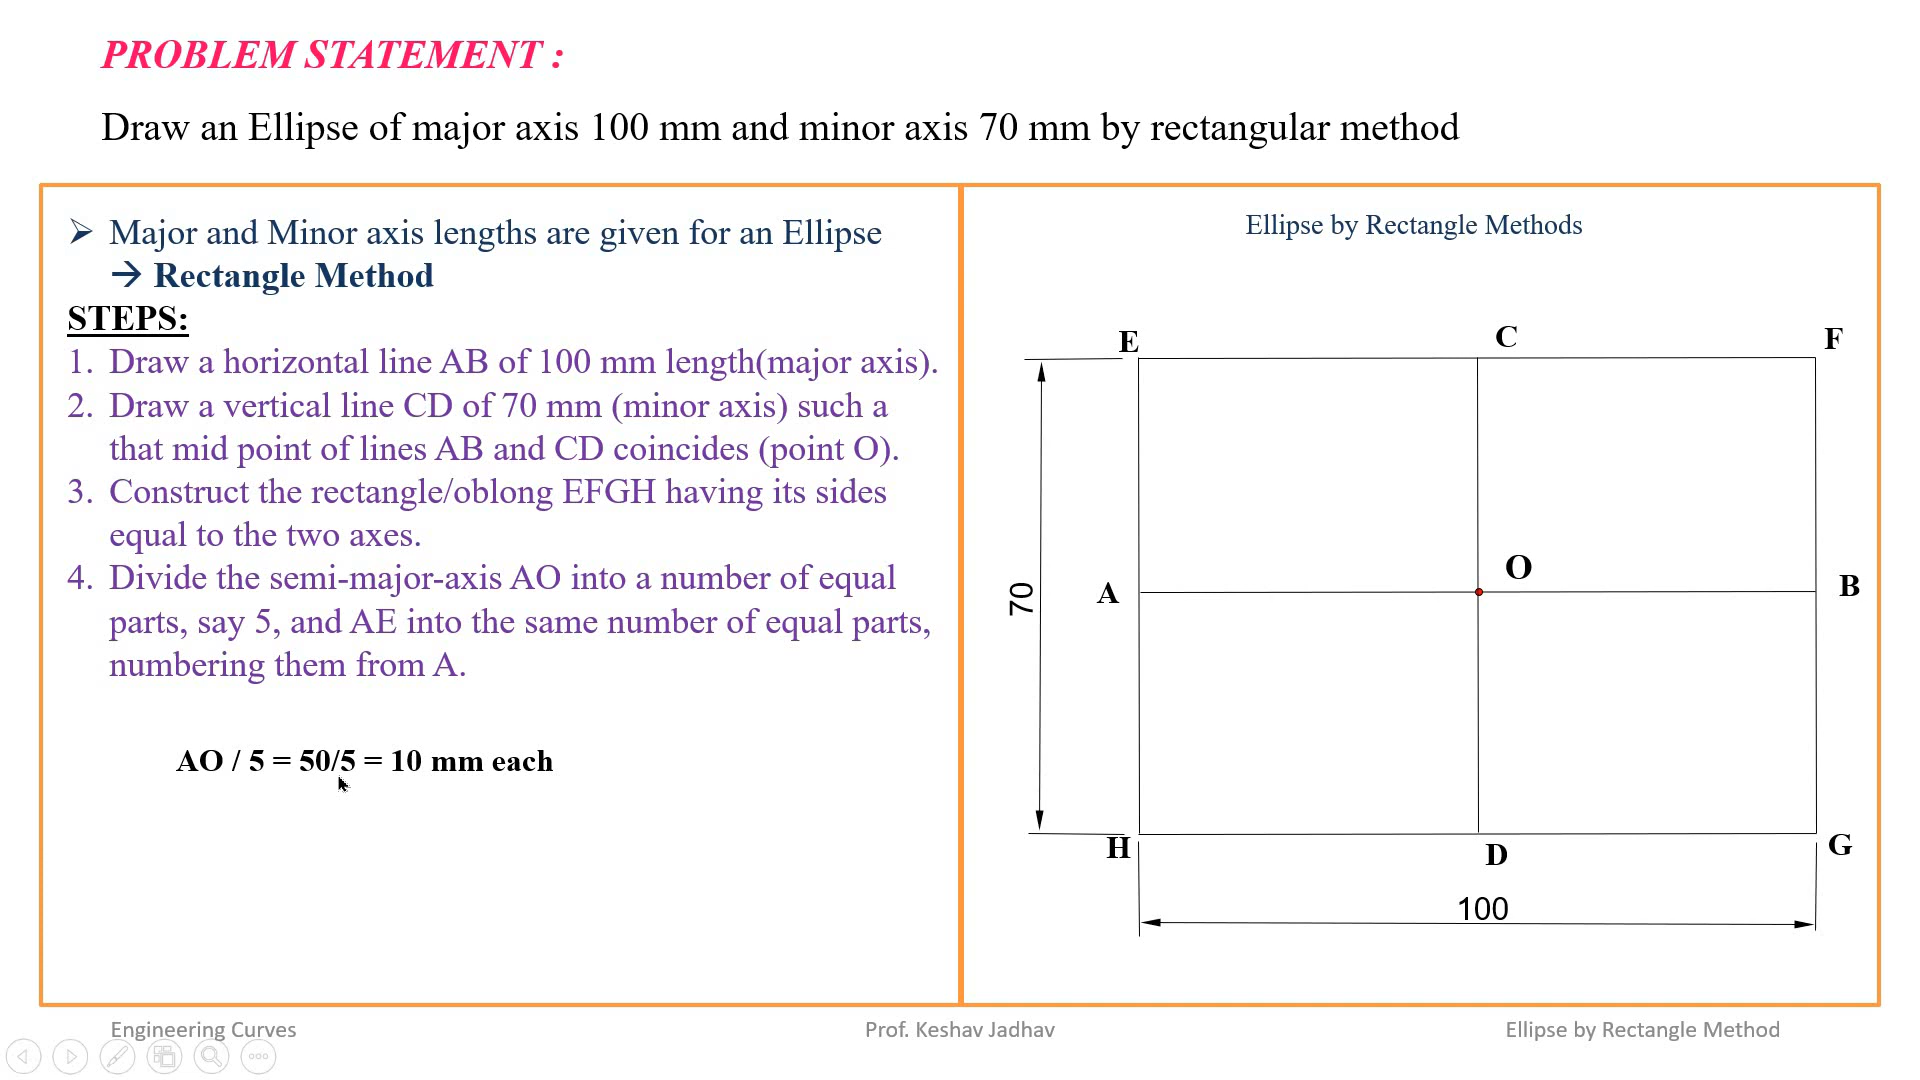 PROBLEM STATEMENT :
Draw an Ellipse of major axis 100 mm and minor axis 70 mm by rectangular method
➢ Major and Minor axis lengths are given for an Ellipse
→ Rectangle Method
STEPS:
1. Draw a horizontal line AB of 100 mm length(major axis).
2. Draw a vertical line CD of 70 mm (minor axis) such a
that mid point of lines AB and CD coincides (point O).
3. Construct the rectangle/oblong EFGH having its sides
equal to the two axes.
4. Divide the semi-major-axis AO into a number of equal
parts, say 5, and AE into the same number of equal parts,
numbering them from A.
AO / 5 = 50/5 = 10 mm each
Ellipse by Rectangle Methods
E
C
F
O
A
B
70
H
D
G
100
Engineering Curves
Prof. Keshav Jadhav
Ellipse by Rectangle Method